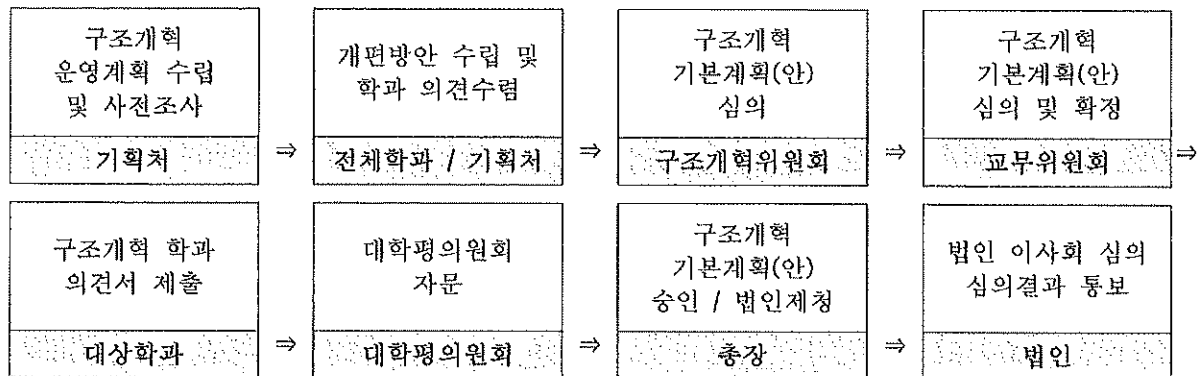 구조개혁
운영계획 수립
및 사전조사
기획처
⇒
개편방안 수립 및
학과 의견수렴
전체학과 / 기획처
⇒
구조개혁
기본계획(안)
심의
구조개혁위원회
⇒
구조개혁
기본계획(안)
심의 및 확정
교무위원회
⇒
구조개혁 학과
의견서 제출
대상학과
⇒
대학평의원회
자문
대학평의원회
⇒
구조개혁
기본계획(안)
승인 / 법인제청
총장
⇒
법인 이사회 심의
심의결과 통보
법인